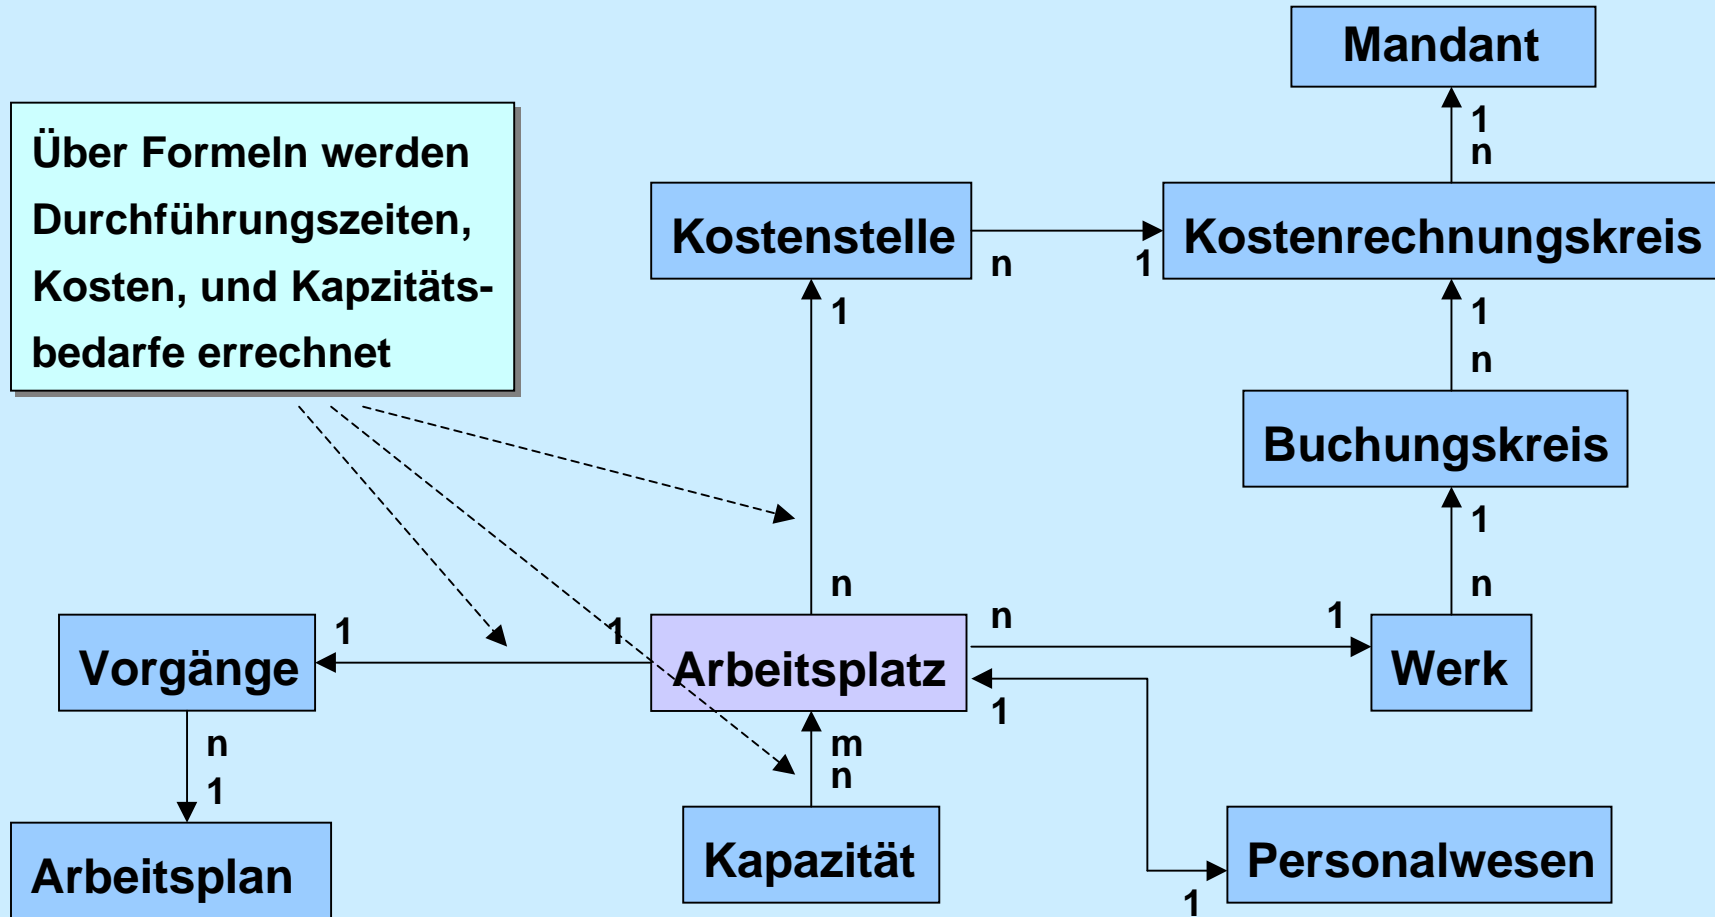 Mandant
1
n
Über Formeln werden
Durchführungszeiten,
Kosten, und Kapzitäts-
bedarfe errechnet
Kostenstelle
n
1
Kostenrechnungskreis
1
1
n
Buchungskreis
1
n
n
Vorgänge
1
1
Arbeitsplatz
n
1
Werk
1
n
1
m
n
Arbeitsplan
Kapazität
Personalwesen
1